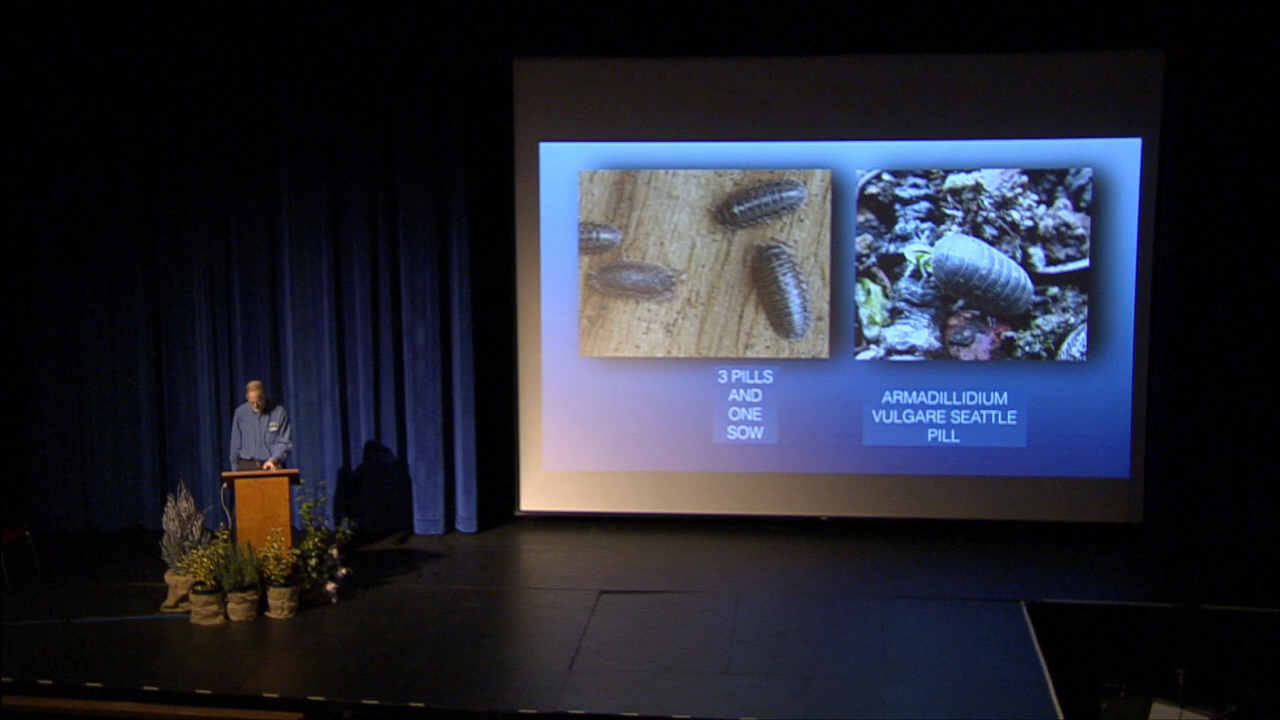 3 PILLS
AND
ONE
SOW
ARMADILLIDIUM
VULGARE SEATTLE
PILL